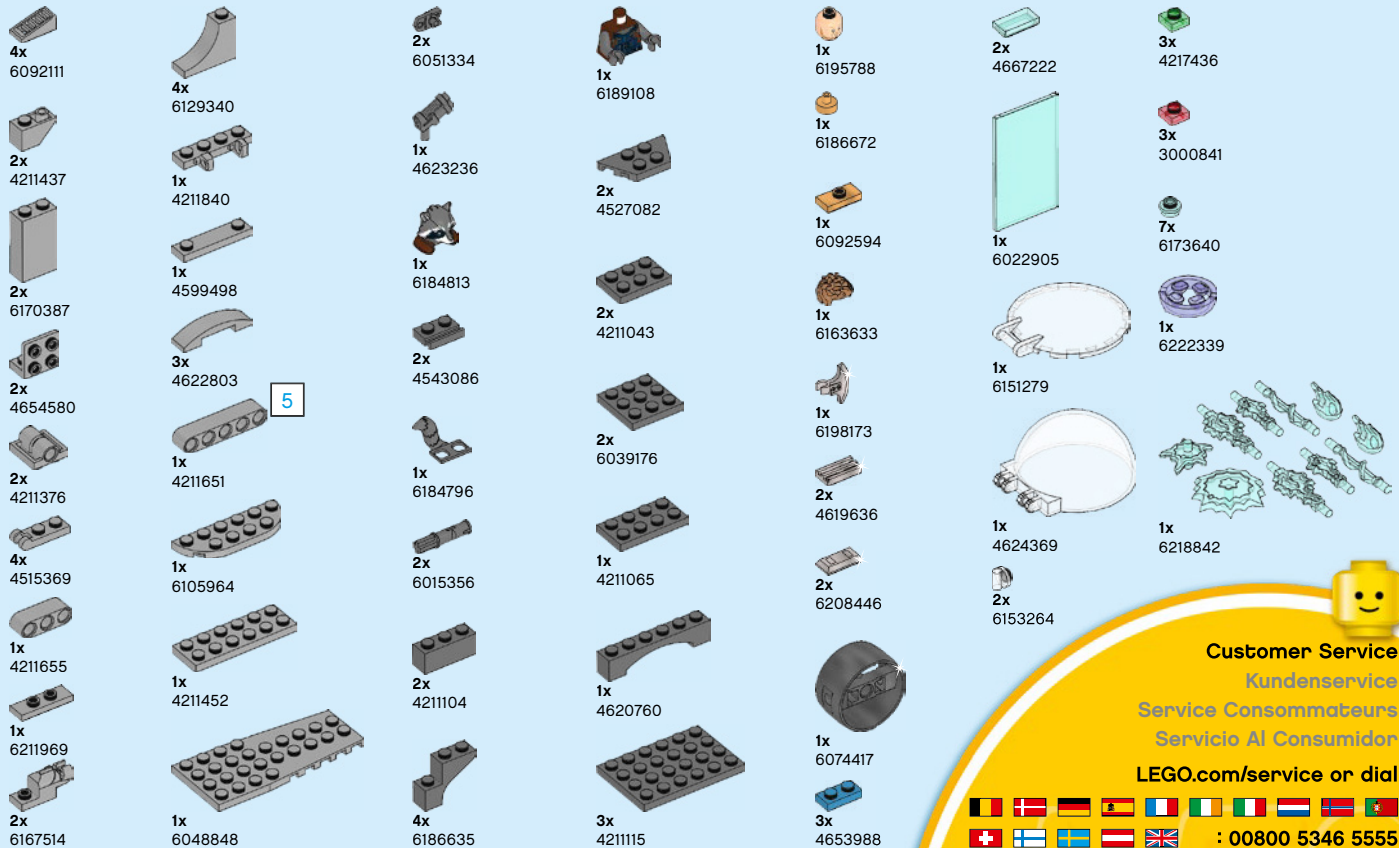 4x
6092111
2x
4211437
2x
6170387
2x
4654580
2x
4211376
4x
4515369
1x
4211655
1x
6211969
2x
6167514
4x
6129340
1x
4211840
1x
4599498
3x
4622803
5
1x
4211651
1x
6105964
1x
4211452
1x
6048848
2x
6051334
1x
4623236
1x
6184813
2x
4543086
1x
6184796
2x
6015356
2x
4211104
4x
6186635
1x
6189108
2x
4527082
2x
4211043
2x
6039176
1x
4211065
1x
4620760
3x
4211115
1x
6195788
1x
6186672
1x
6092594
1x
6163633
1x
6198173
2x
4619636
2x
6208446
1x
6074417
3x
4653988
2x
4667222
1x
6022905
1x
6151279
1x
4624369
2x
6153264
3x
4217436
3x
3000841
7x
6173640
1x
6222339
1x
6218842
Customer Service
Kundenservice
Service Consommateurs
Servicio Al Consumidor
LEGO.com/service or dial
: 00800 5346 5555